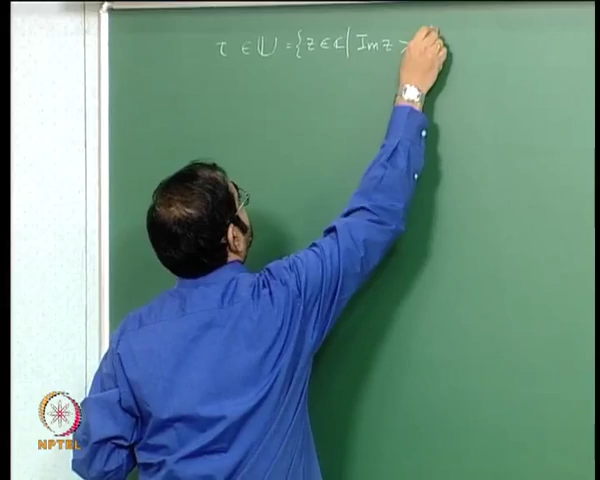 τ ∈ 𝕌 = {z ∈ ℂ | Im z >
NPTEL